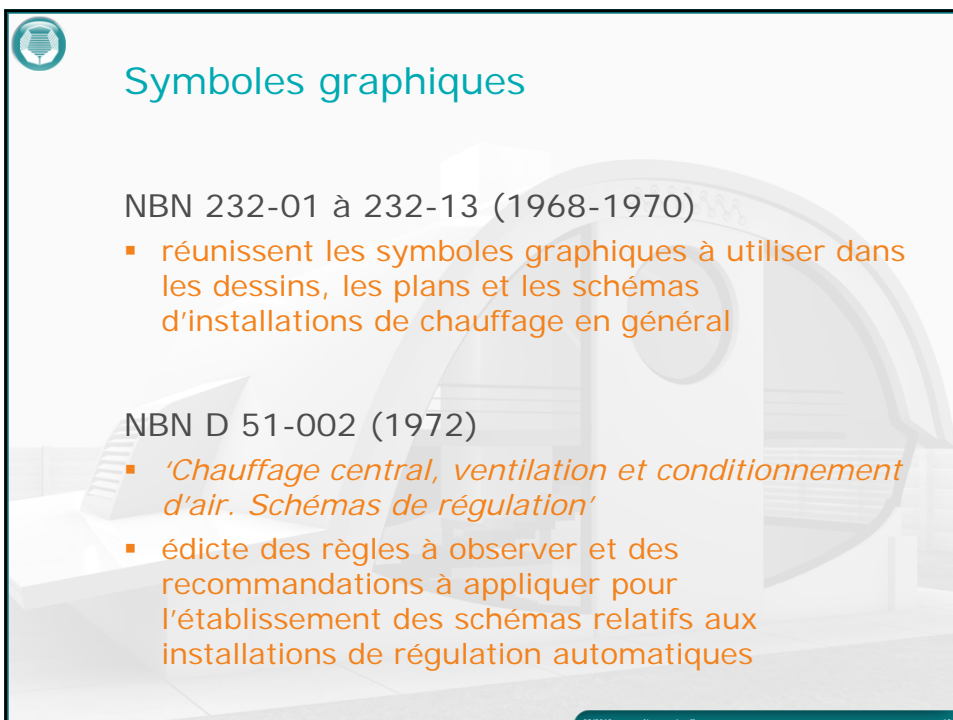 Symboles graphiques
NBN 232-01 à 232-13 (1968-1970)
▪ réunissent les symboles graphiques à utiliser dans
les dessins, les plans et les schémas
d'installations de chauffage en général
NBN D 51-002 (1972)
▪ 'Chauffage central, ventilation et conditionnement
d'air. Schémas de régulation'
▪ édicte des règles à observer et des
recommandations à appliquer pour
l'établissement des schémas relatifs aux
installations de régulation automatiques